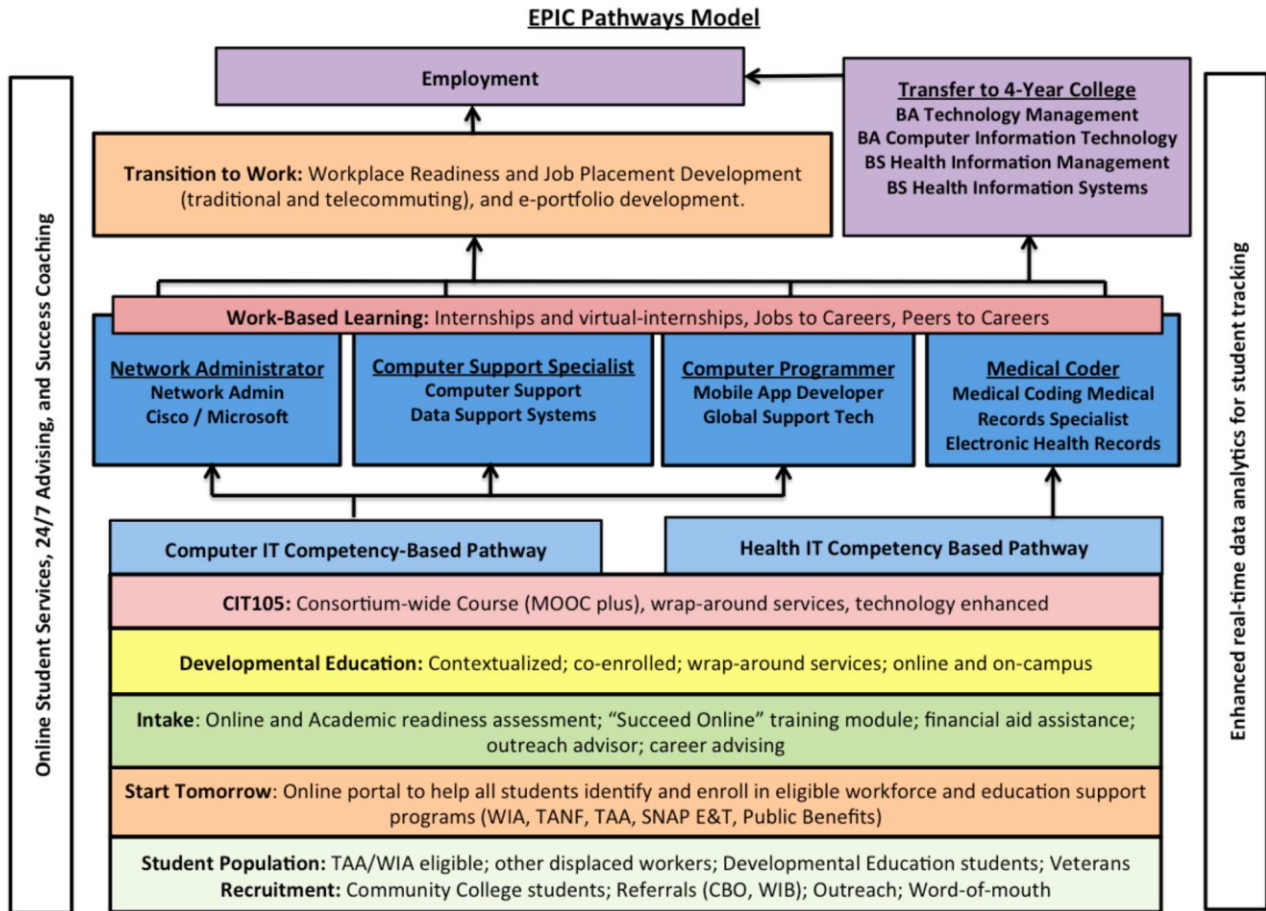 EPIC Pathways Model
Employment
Transfer to 4-Year College
BA Technology Management
BA Computer Information Technology
BS Health Information Management
BS Health Information Systems
Transition to Work: Workplace Readiness and Job Placement Development
(traditional and telecommuting), and e-portfolio development.
Work-Based Learning: Internships and virtual-internships, Jobs to Careers, Peers to Careers
Network Administrator
Network Admin
Cisco / Microsoft
Computer Support Specialist
Computer Support
Data Support Systems
Computer Programmer
Mobile App Developer
Global Support Tech
Medical Coder
Medical Coding Medical
Records Specialist
Electronic Health Records
Computer IT Competency-Based Pathway
Health IT Competency Based Pathway
CIT105: Consortium-wide Course (MOOC plus), wrap-around services, technology enhanced
Developmental Education: Contextualized; co-enrolled; wrap-around services; online and on-campus
Intake: Online and Academic readiness assessment; “Succeed Online” training module; financial aid assistance;
outreach advisor; career advising
Start Tomorrow: Online portal to help all students identify and enroll in eligible workforce and education support
programs (WIA, TANF, TAA, SNAP E&T, Public Benefits)
Student Population: TAA/WIA eligible; other displaced workers; Developmental Education students; Veterans
Recruitment: Community College students; Referrals (CBO, WIB); Outreach; Word-of-mouth
Online Student Services, 24/7 Advising, and Success Coaching
Enhanced real-time data analytics for student tracking